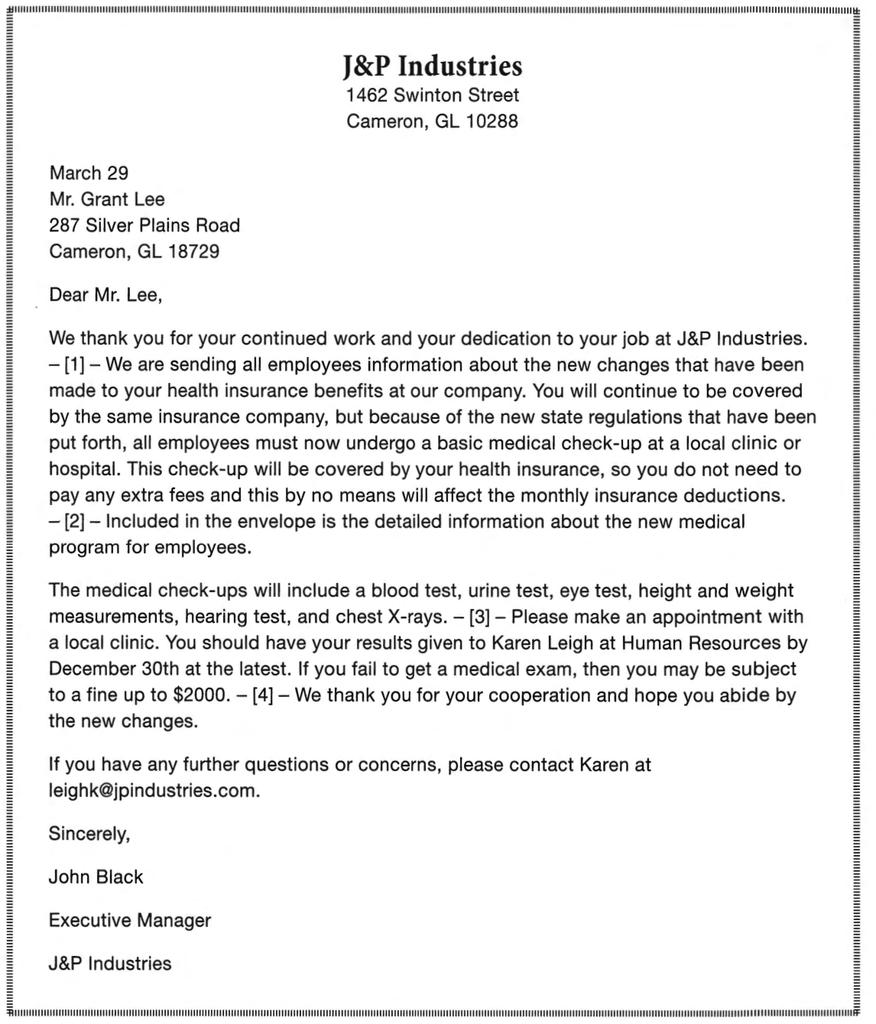 J&P Industries
1462 Swinton Street
Cameron, GL 10288
March 29
Mr. Grant Lee
287 Silver Plains Road
Cameron, GL 18729
Dear Mr. Lee,
We thank you for your continued work and your dedication to your job at J&P Industries.
– [1] – We are sending all employees information about the new changes that have been
made to your health insurance benefits at our company. You will continue to be covered
by the same insurance company, but because of the new state regulations that have been
put forth, all employees must now undergo a basic medical check-up at a local clinic or
hospital. This check-up will be covered by your health insurance, so you do not need to
pay any extra fees and this by no means will affect the monthly insurance deductions.
– [2] – Included in the envelope is the detailed information about the new medical
program for employees.
The medical check-ups will include a blood test, urine test, eye test, height and weight
measurements, hearing test, and chest X-rays. – [3] – Please make an appointment with
a local clinic. You should have your results given to Karen Leigh at Human Resources by
December 30th at the latest. If you fail to get a medical exam, then you may be subject
to a fine up to $2000. – [4] – We thank you for your cooperation and hope you abide by
the new changes.
If you have any further questions or concerns, please contact Karen at
leighk@jpindustries.com.
Sincerely,
John Black
Executive Manager
J&P Industries